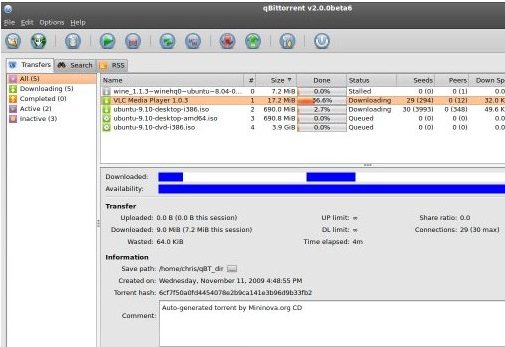 qBittorrent v2.0.0beta6
File Edit Options Help
Transfers Search RSS
All (5)
Downloading (5)
Completed (0)
Active (2)
Inactive (3)
Name # Size Done Status Seeds Peers Down Sp
wine_1.1.3~winehq0~ubuntu~8.04-0... 0 7.2 MiB 0.0% Stalled 0 (0) 0 (1) 0.0
VLC Media Player 1.0.3 1 17.2 MiB 36.6% Downloading 29 (294) 0 (12) 32.0 K
ubuntu-9.10-desktop-i386.iso 2 690.0 MiB 2.7% Downloading 30 (3993) 0 (348) 49.6 K
ubuntu-9.10-desktop-amd64.iso 3 690.8 MiB 0.0% Queued 0 (0) 0 (0) 0.0
ubuntu-9.10-dvd-i386.iso 4 3.9 GiB 0.0% Queued 0 (0) 0 (0) 0.0
Downloaded:
Availability:
Transfer
Uploaded: 0.0 B (0.0 B this session) UP limit: ∞ Share ratio: 0.0
Downloaded: 9.0 MiB (7.2 MiB this session) DL limit: ∞ Connections: 29 (30 max)
Wasted: 64.0 KiB Time elapsed: 4m
Information
Save path: /home/chris/qBT_dir
Created on: Wednesday, November 11, 2009 4:48:55 PM
Torrent hash: 6cf7f50a0fd4454078e2b9ca141e3b96d9b33fb2
Comment: Auto-generated torrent by Mininova.org CD